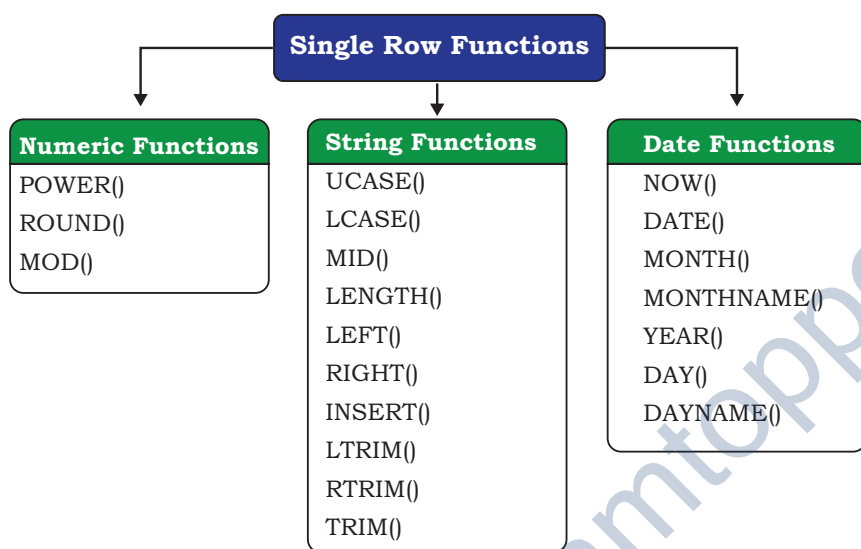 Single Row Functions
Numeric Functions
POWER()
ROUND()
MOD()
String Functions
UCASE()
LCASE()
MID()
LENGTH()
LEFT()
RIGHT()
INSERT()
LTRIM()
RTRIM()
TRIM()
Date Functions
NOW()
DATE()
MONTH()
MONTHNAME()
YEAR()
DAY()
DAYNAME()